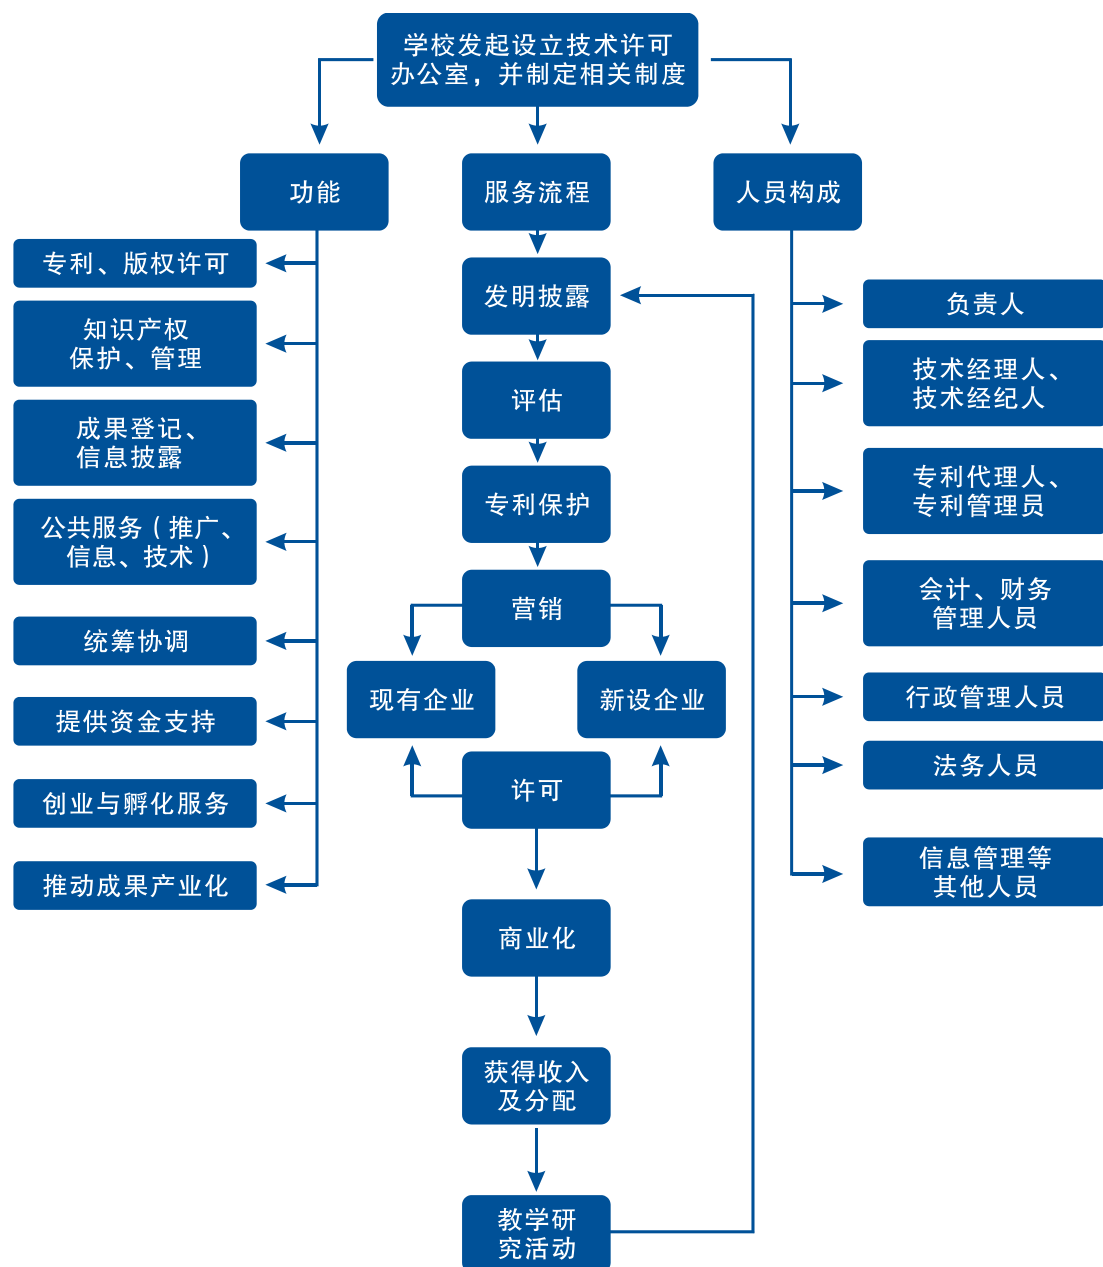 学校发起设立技术许可
办公室，并制定相关制度
功能
专利、版权许可
知识产权
保护、管理
成果登记、
信息披露
公共服务（推广、
信息、技术）
统筹协调
提供资金支持
创业与孵化服务
推动成果产业化
服务流程
发明披露
评估
专利保护
营销
现有企业
新设企业
许可
商业化
获得收入
及分配
教学研
究活动
人员构成
负责人
技术经理人、
技术经纪人
专利代理人、
专利管理员
会计、财务
管理人员
行政管理人员
法务人员
信息管理等
其他人员